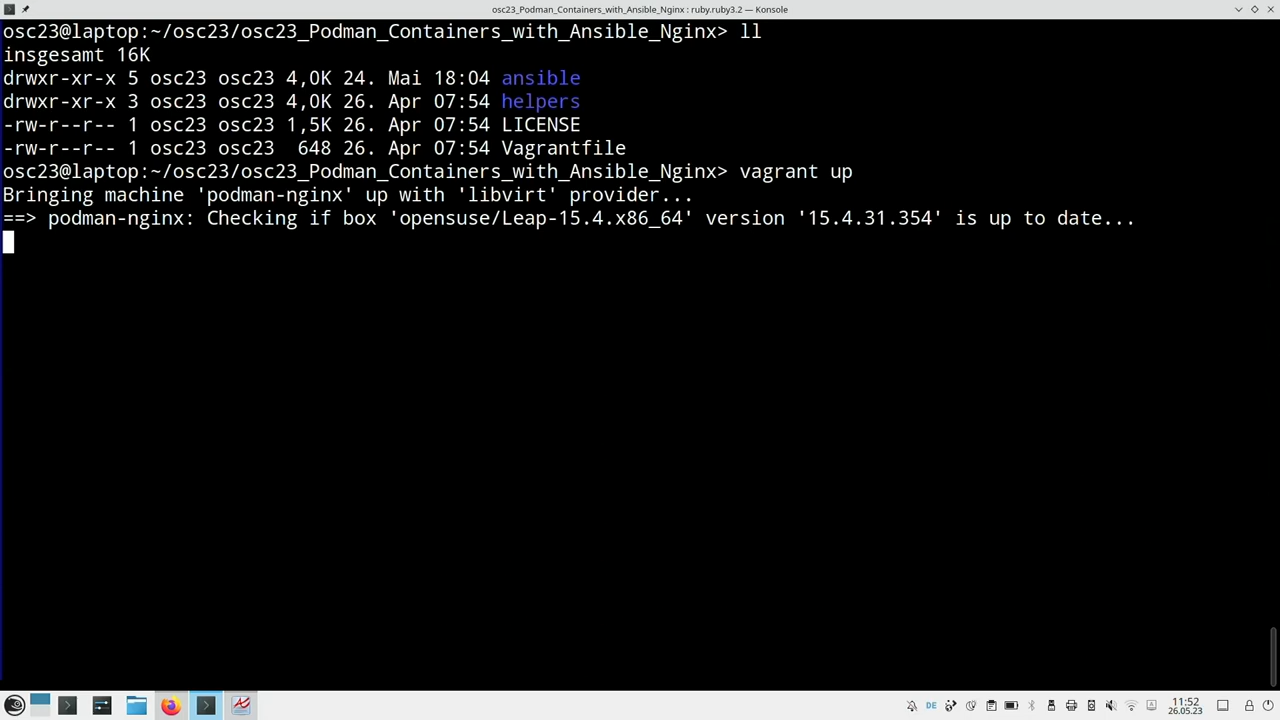 osc23_Podman_Containers_with_Ansible_Nginx : ruby.ruby3.2 — Konsole
osc23@laptop:~/osc23/osc23_Podman_Containers_with_Ansible_Nginx> ll
insgesamt 16K
drwxr-xr-x 5 osc23 osc23 4,0K 24. Mai 18:04 ansible
drwxr-xr-x 3 osc23 osc23 4,0K 26. Apr 07:54 helpers
-rw-r--r-- 1 osc23 osc23 1,5K 26. Apr 07:54 LICENSE
-rw-r--r-- 1 osc23 osc23  648 26. Apr 07:54 Vagrantfile
osc23@laptop:~/osc23/osc23_Podman_Containers_with_Ansible_Nginx> vagrant up
Bringing machine 'podman-nginx' up with 'libvirt' provider...
==> podman-nginx: Checking if box 'opensuse/Leap-15.4.x86_64' version '15.4.31.354' is up to date...
DE
11:52
26.05.23